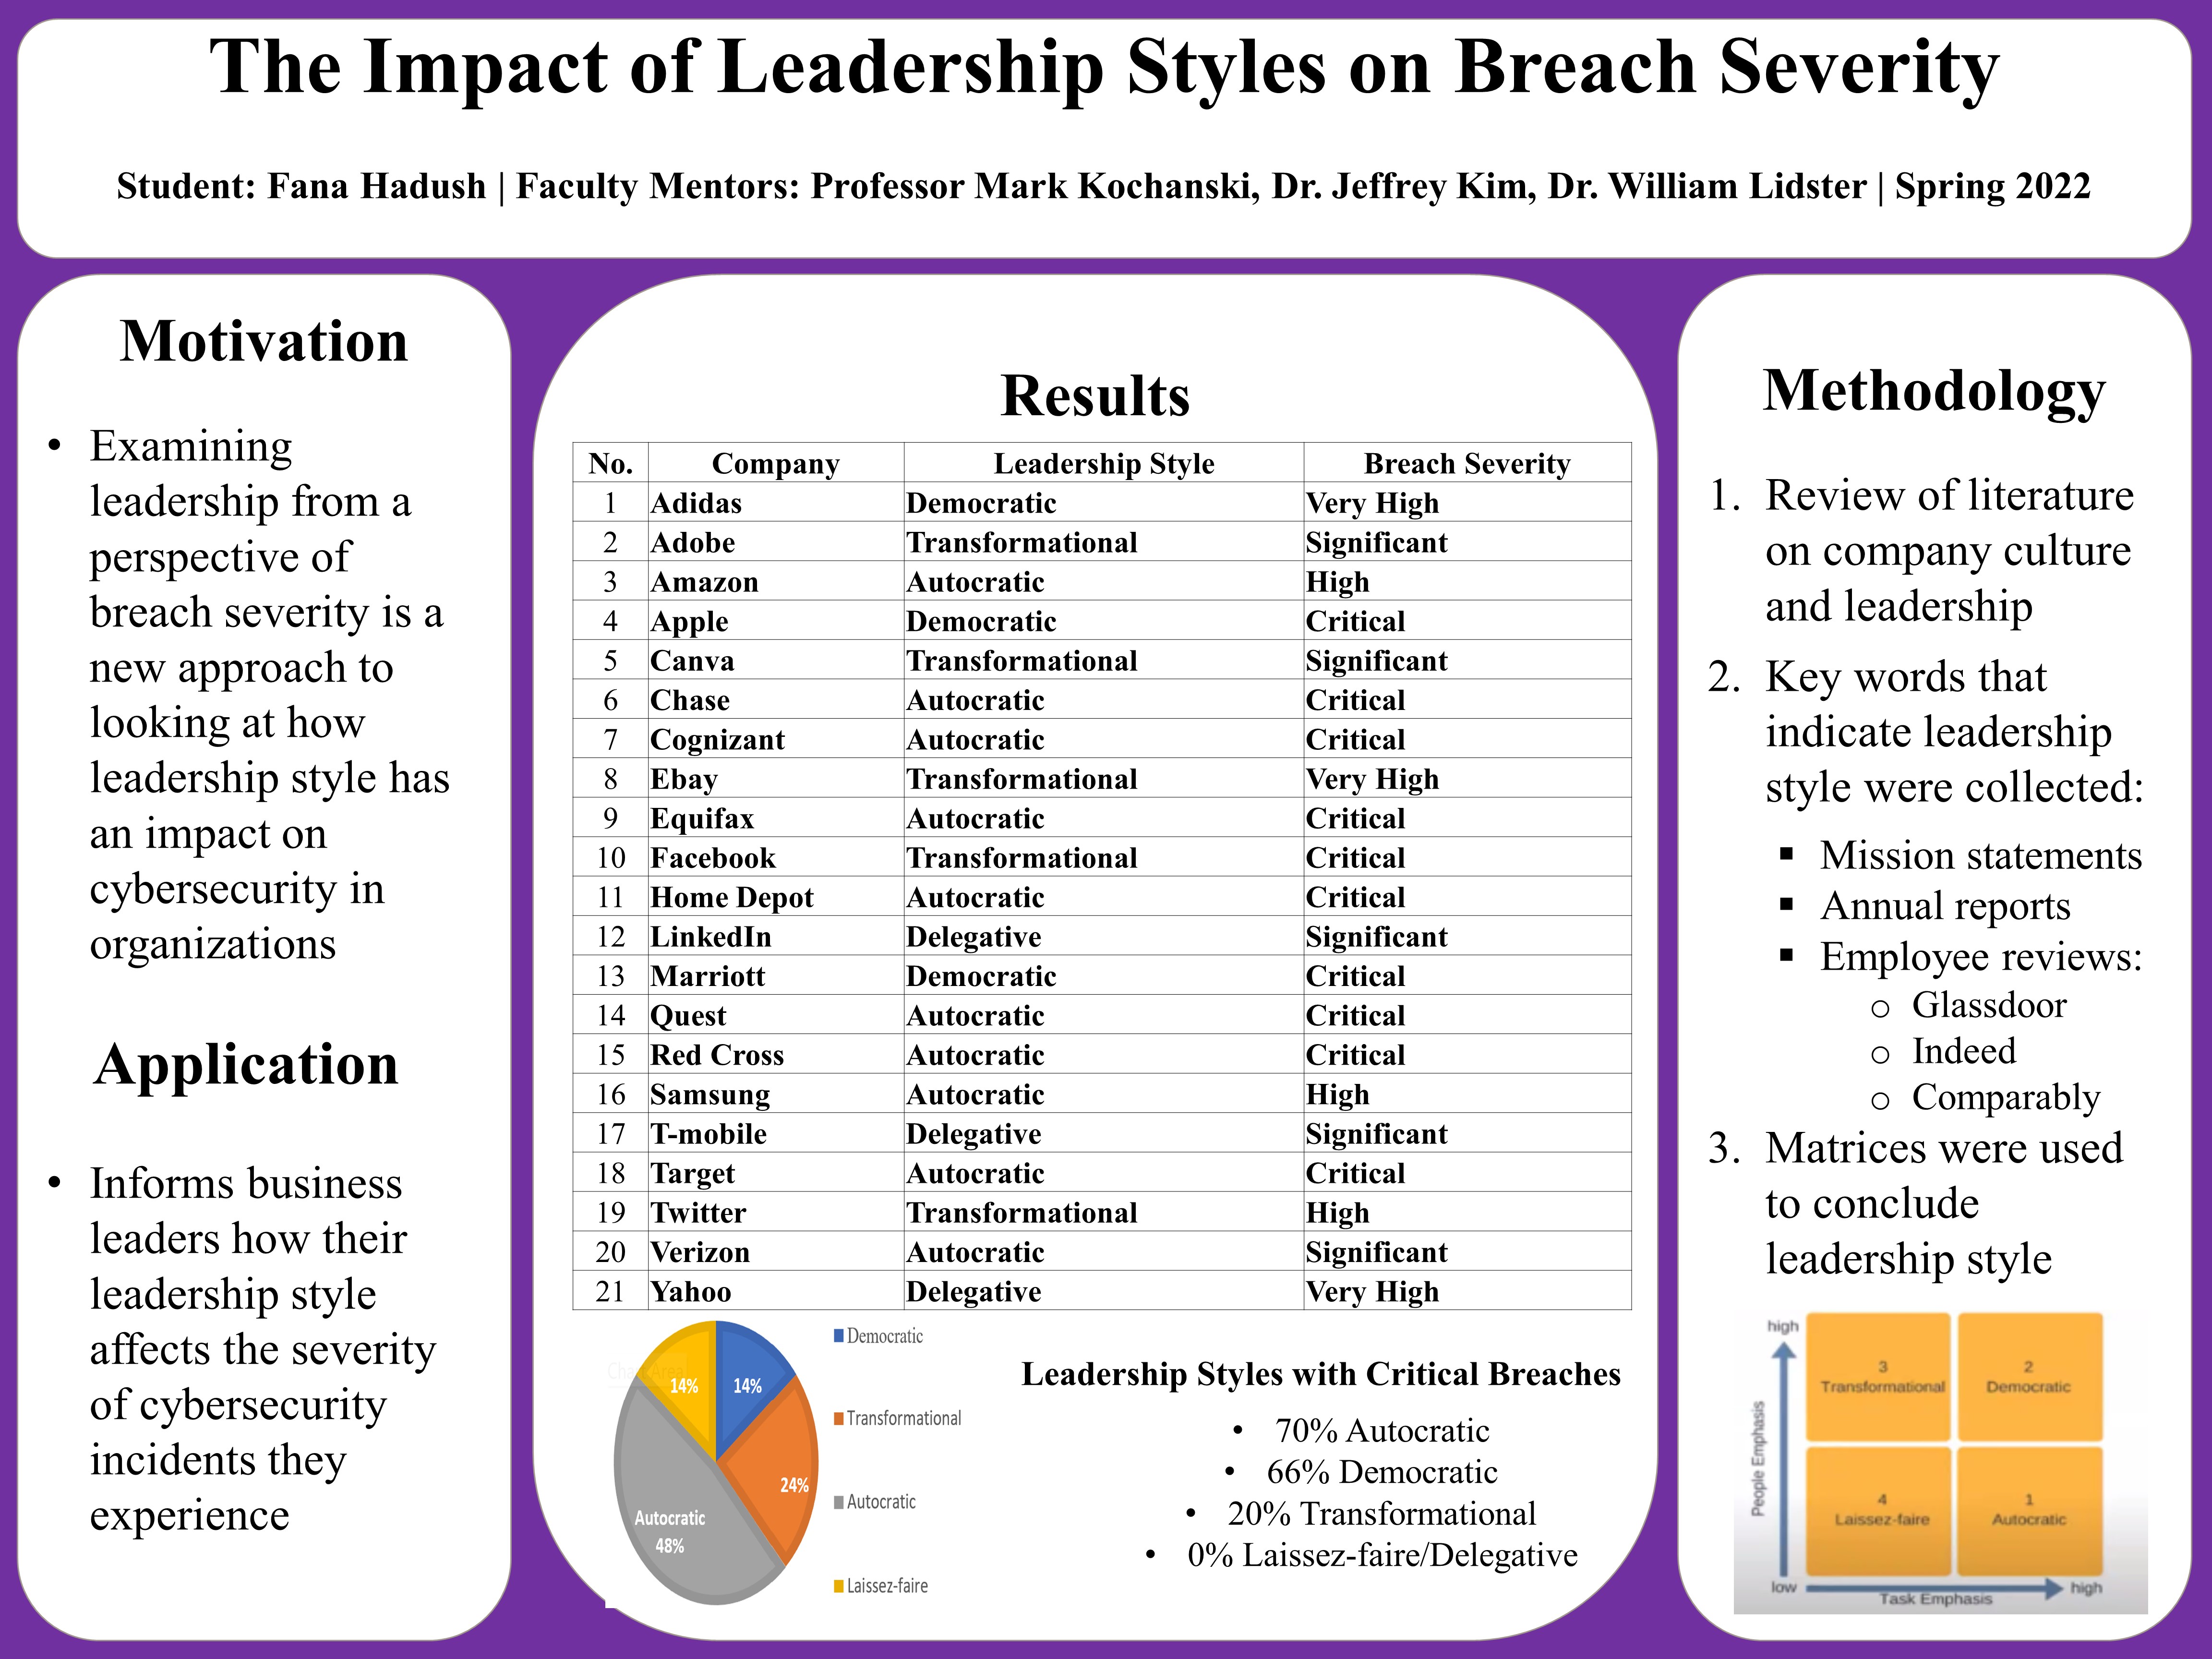 The Impact of Leadership Styles on Breach Severity
Student: Fana Hadush | Faculty Mentors: Professor Mark Kochanski, Dr. Jeffrey Kim, Dr. William Lidster | Spring 2022
Motivation
• Examining
leadership from a
perspective of
breach severity is a
new approach to
looking at how
leadership style has
an impact on
cybersecurity in
organizations
Application
• Informs business
leaders how their
leadership style
affects the severity
of cybersecurity
incidents they
experience
Results
No. Company Leadership Style Breach Severity
1 Adidas Democratic Very High
2 Adobe Transformational Significant
3 Amazon Autocratic High
4 Apple Democratic Critical
5 Canva Transformational Significant
6 Chase Autocratic Critical
7 Cognizant Autocratic Critical
8 Ebay Transformational Very High
9 Equifax Autocratic Critical
10 Facebook Transformational Critical
11 Home Depot Autocratic Critical
12 LinkedIn Delegative Significant
13 Marriott Democratic Critical
14 Quest Autocratic Critical
15 Red Cross Autocratic Critical
16 Samsung Autocratic High
17 T-mobile Delegative Significant
18 Target Autocratic Critical
19 Twitter Transformational High
20 Verizon Autocratic Significant
21 Yahoo Delegative Very High
14%
14%
24%
Autocratic
48%
Democratic
Transformational
Autocratic
Laissez-faire
Leadership Styles with Critical Breaches
• 70% Autocratic
• 66% Democratic
• 20% Transformational
• 0% Laissez-faire/Delegative
Methodology
1. Review of literature
on company culture
and leadership
2. Key words that
indicate leadership
style were collected:
▪ Mission statements
▪ Annual reports
▪ Employee reviews:
o Glassdoor
o Indeed
o Comparably
3. Matrices were used
to conclude
leadership style
high
People Emphasis
3
Transformational
2
Democratic
4
Laissez-faire
1
Autocratic
low
high
Task Emphasis